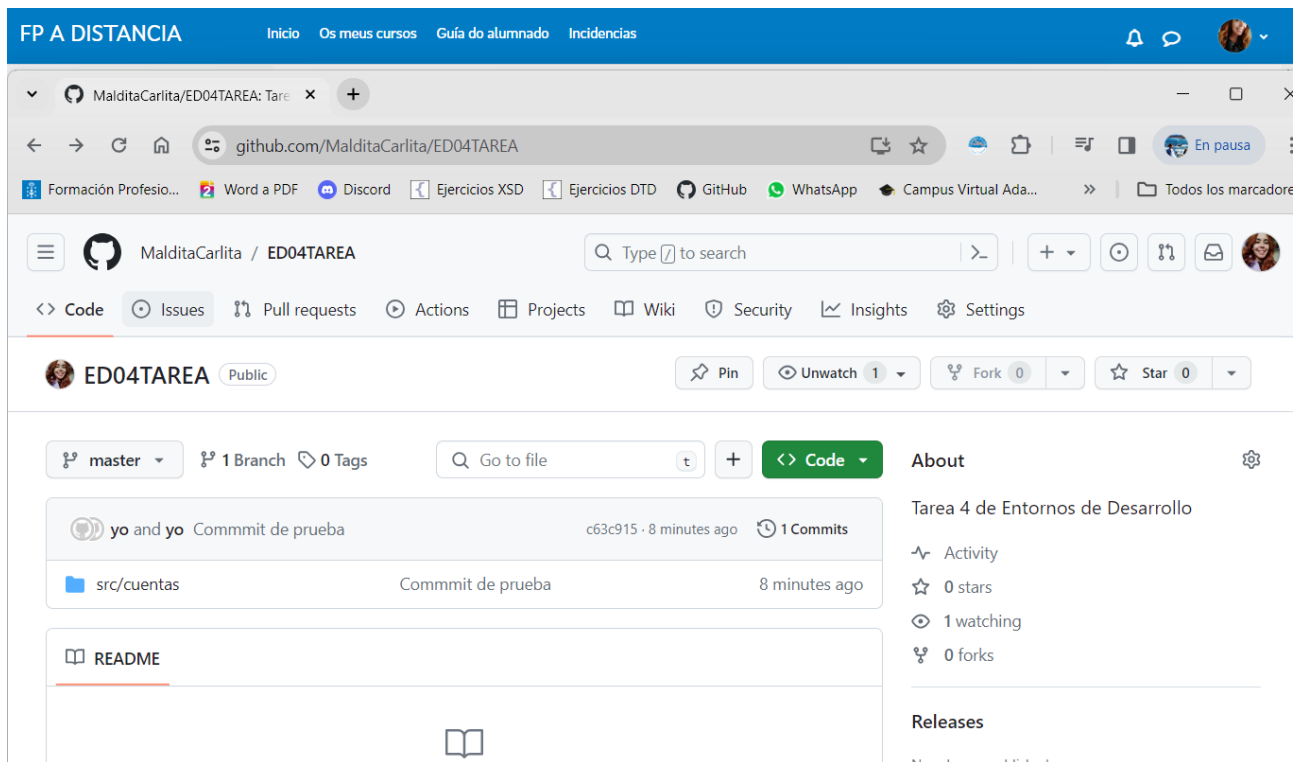 FP A DISTANCIA Inicio Os meus cursos Guía do alumnado Incidencias
MalditaCarlita/ED04TAREA: Tare
github.com/MalditaCarlita/ED04TAREA En pausa
Formación Profesio... Word a PDF Discord Ejercicios XSD Ejercicios DTD GitHub WhatsApp Campus Virtual Ada... » Todos los marcadore
MalditaCarlita / ED04TAREA Type / to search
Code Issues Pull requests Actions Projects Wiki Security Insights Settings
ED04TAREA Public Pin Unwatch 1 Fork 0 Star 0
master 1 Branch 0 Tags Go to file t Code
About
Tarea 4 de Entornos de Desarrollo
yo and yo Commmit de prueba c63c915 · 8 minutes ago 1 Commits
Activity
src/cuentas Commmit de prueba 8 minutes ago
0 stars
1 watching
0 forks
README
Releases